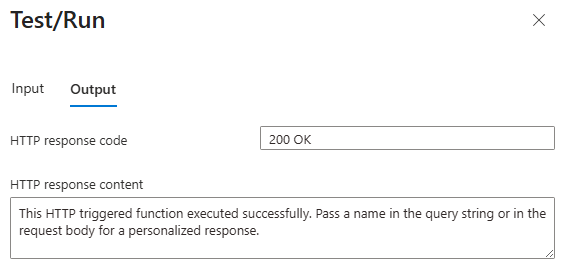 Test/Run
Input
Output
HTTP response code
200 OK
HTTP response content
This HTTP triggered function executed successfully. Pass a name in the query string or in the
request body for a personalized response.